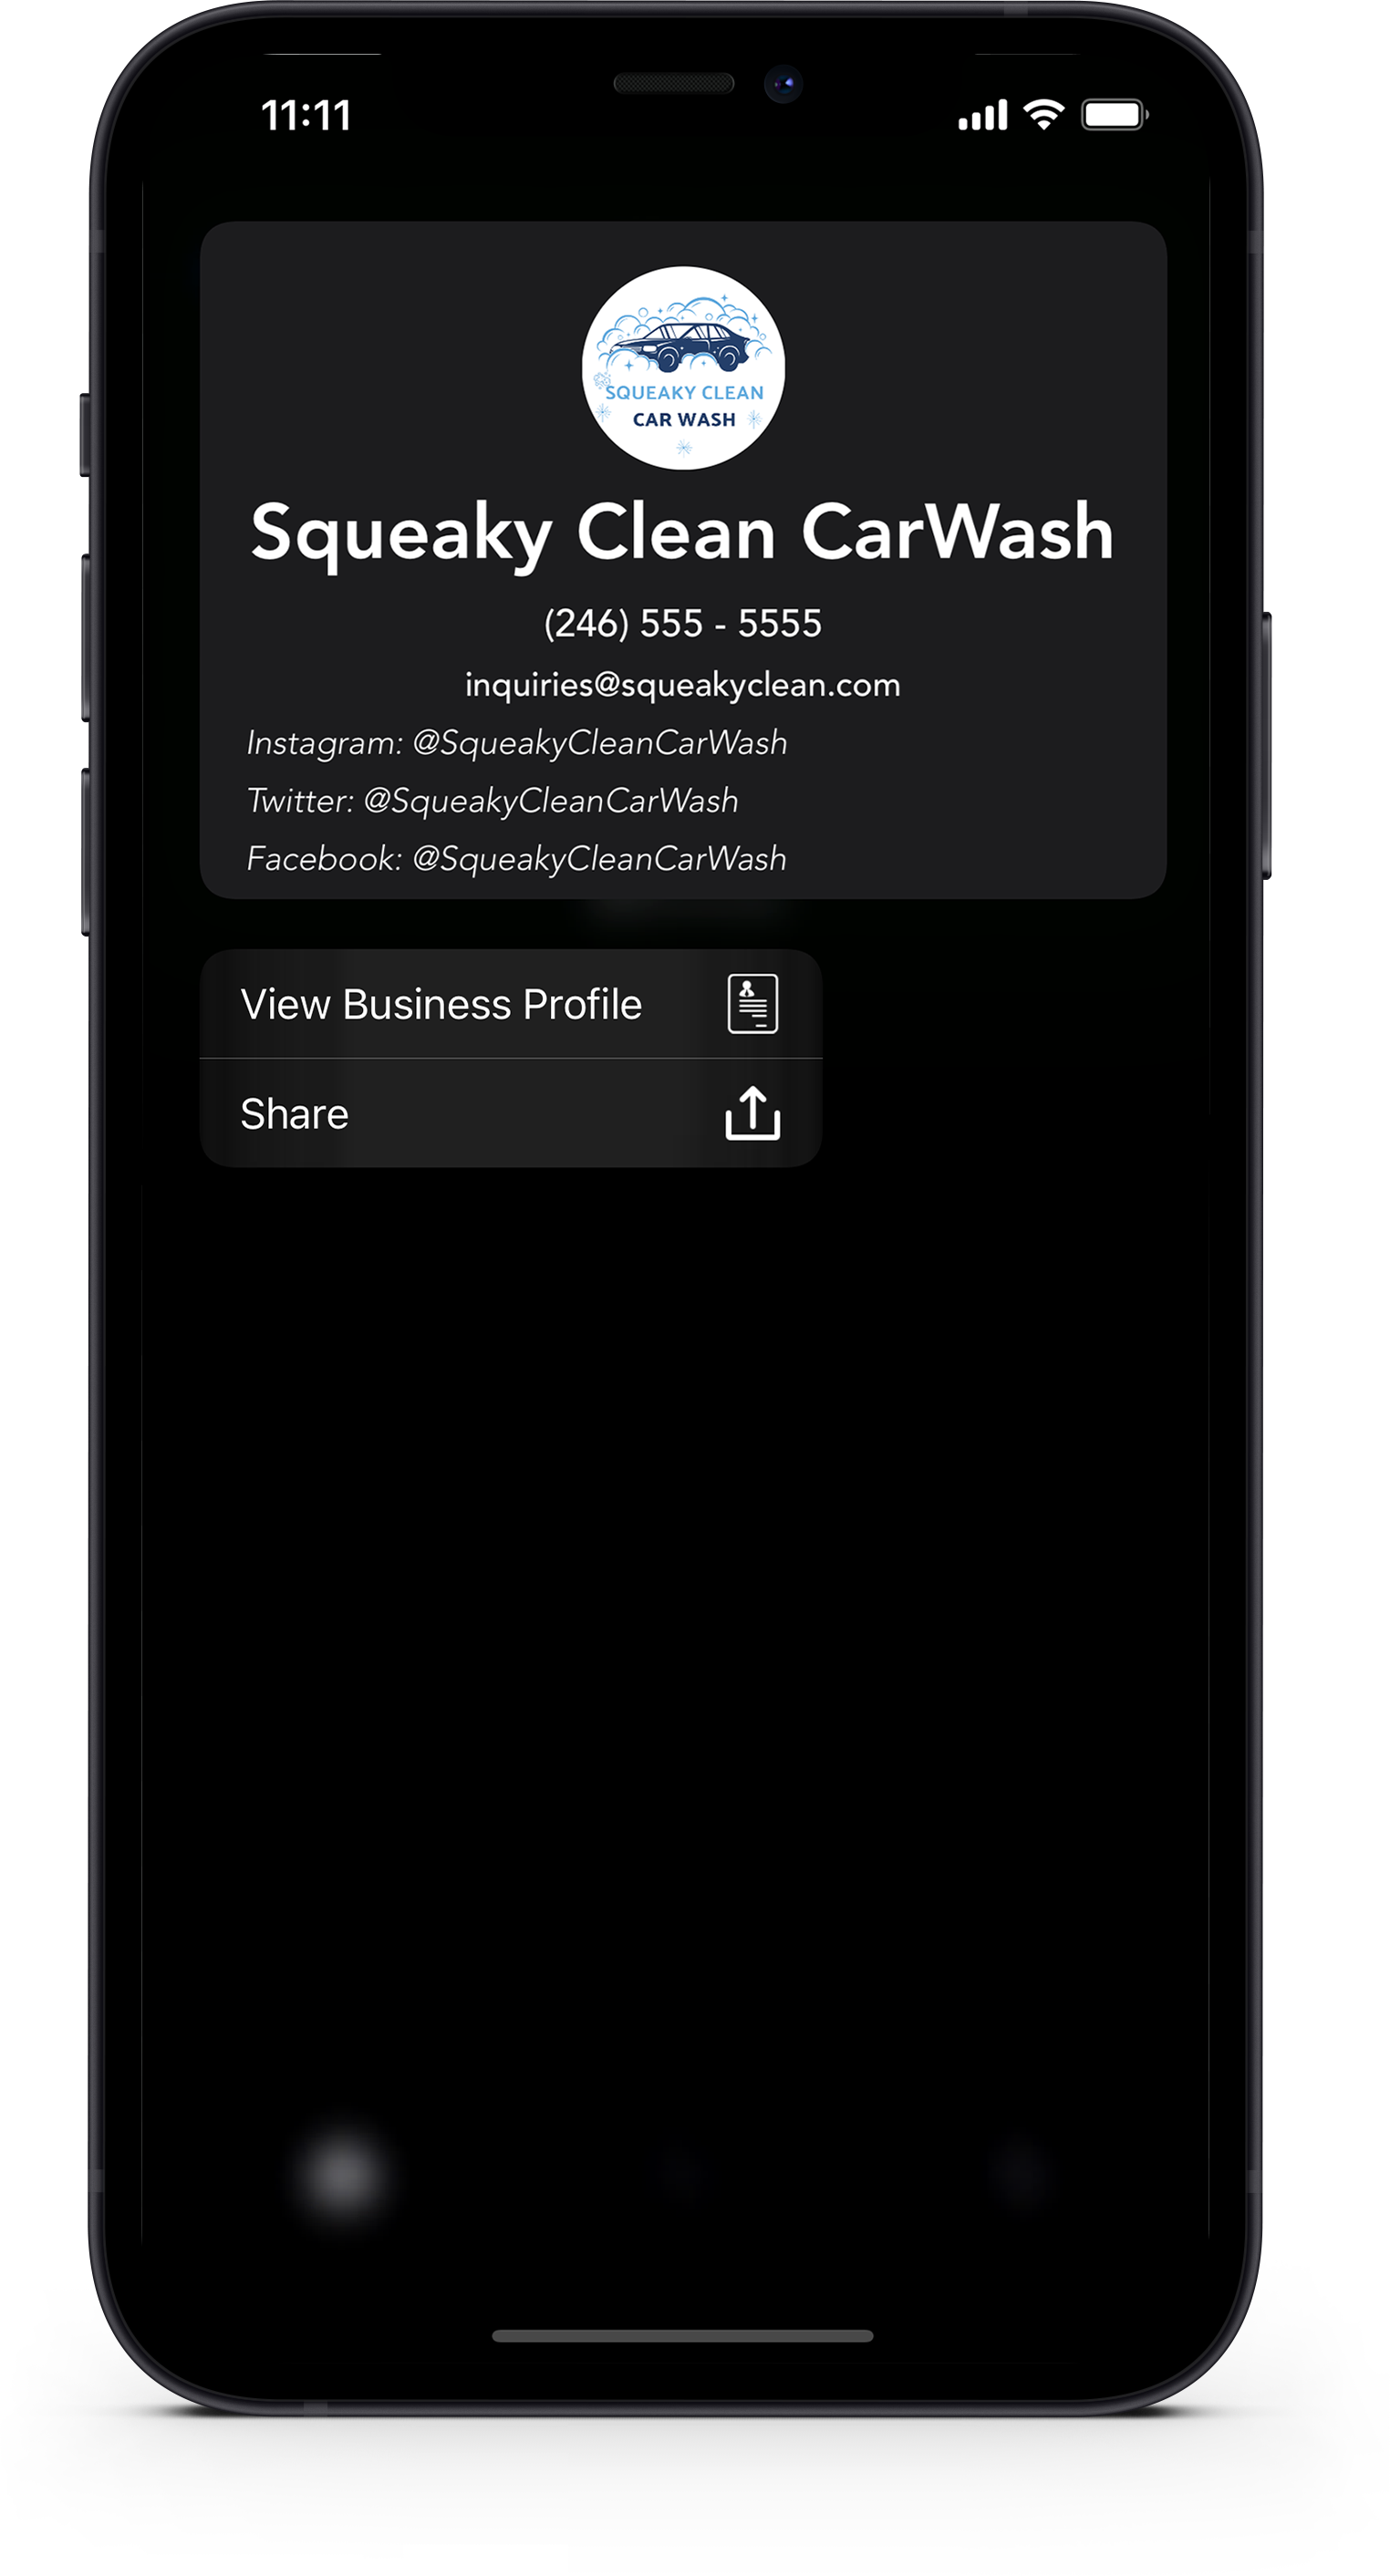 11:11
SQUEAKY CLEAN
CAR WASH
Squeaky Clean CarWash
(246) 555 - 5555
inquiries@squeakyclean.com
Instagram: @SqueakyCleanCarWash
Twitter: @SqueakyCleanCarWash
Facebook: @SqueakyCleanCarWash
View Business Profile
Share